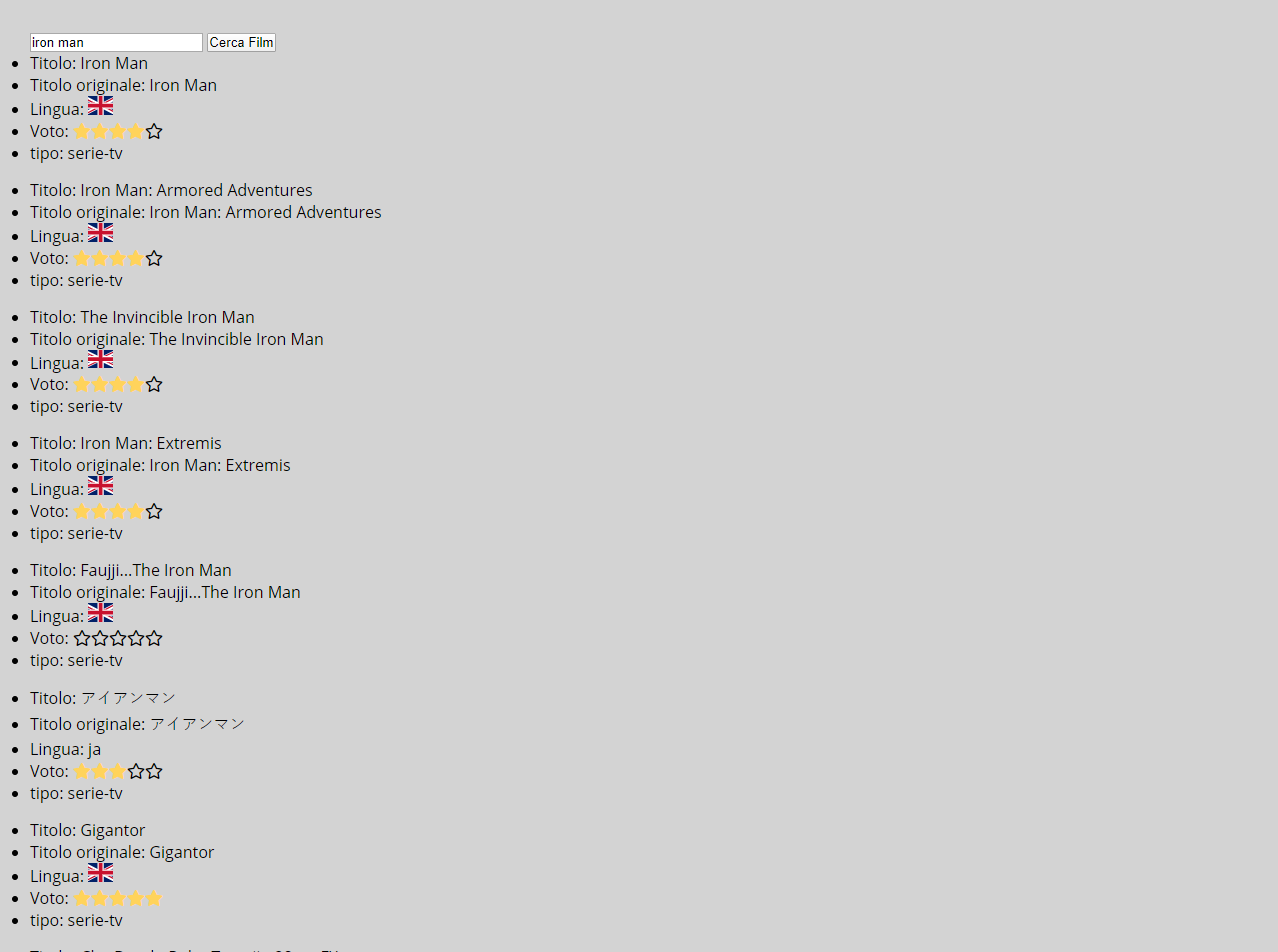 iron man Cerca Film
Titolo: Iron Man
Titolo originale: Iron Man
Lingua:
Voto:
tipo: serie-tv
Titolo: Iron Man: Armored Adventures
Titolo originale: Iron Man: Armored Adventures
Lingua:
Voto:
tipo: serie-tv
Titolo: The Invincible Iron Man
Titolo originale: The Invincible Iron Man
Lingua:
Voto:
tipo: serie-tv
Titolo: Iron Man: Extremis
Titolo originale: Iron Man: Extremis
Lingua:
Voto:
tipo: serie-tv
Titolo: Faujji...The Iron Man
Titolo originale: Faujji...The Iron Man
Lingua:
Voto:
tipo: serie-tv
Titolo: アイアンマン
Titolo originale: アイアンマン
Lingua: ja
Voto:
tipo: serie-tv
Titolo: Gigantor
Titolo originale: Gigantor
Lingua:
Voto:
tipo: serie-tv